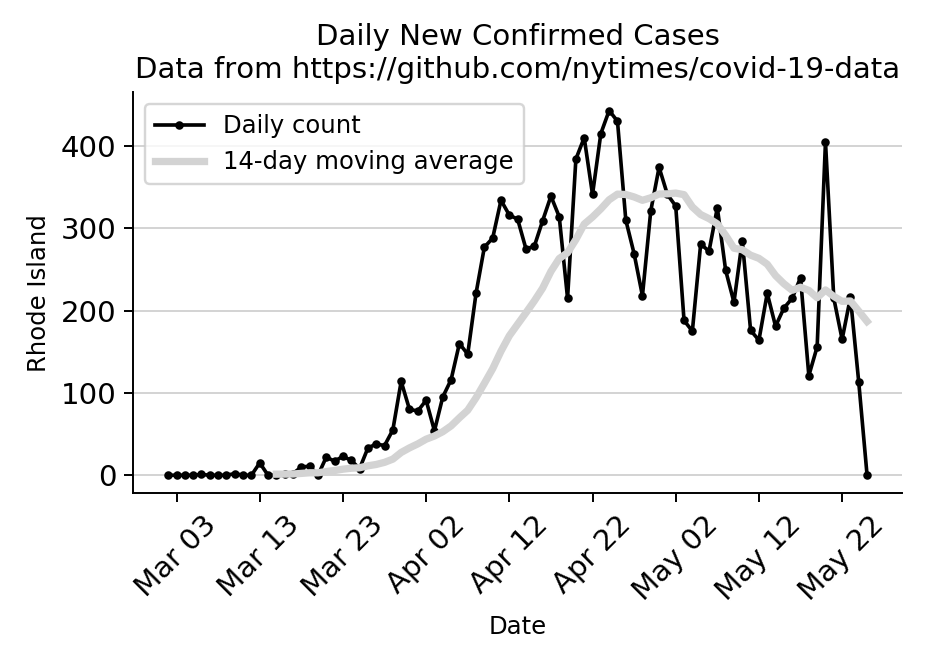 Daily New Confirmed Cases
Data from https://github.com/nytimes/covid-19-data
Daily count
14-day moving average
400
300
200
100
0
Rhode Island
Mar 03
Mar 13
Mar 23
Apr 02
Apr 12
Apr 22
May 02
May 12
May 22
Date